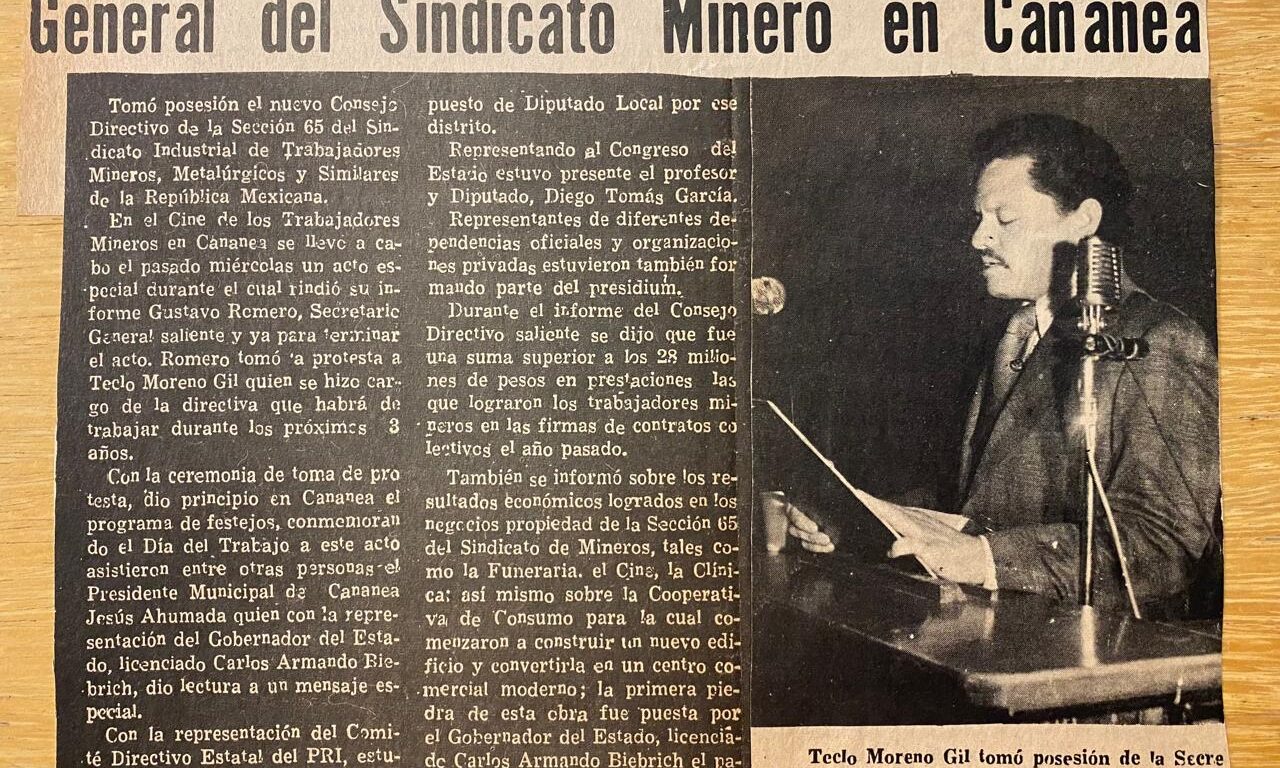 General del Sindicato Minero en Cananea
Tomó posesión el nuevo Consejo
Directivo de la Sección 65 del Sin-
dicato Industrial de Trabajadores
Mineros, Metalúrgicos y Similares
de la República Mexicana.
En el Cine de los Trabajadores
Mineros en Cananea se llevó a ca-
bo el pasado miércolas un acto es-
pecial durante el cual rindió su in-
forme Gustavo Romero, Secretario
General saliente y ya para terminar
el acto. Romero tomó 'a protesta a
Teclo Moreno Gil quien se hizo car-
go de la directiva que habrá de
trabajar durante los próximos 3
años.
Con la ceremonia de toma de pro
testa, dio principio en Cananea el
programa de festejos, conmemoran
do el Día del Trabajo a este acto
asistieron entre otras personas el
Presidente Municipal de Cananea
Jesús Ahumada quien con la repre-
sentación del Gobernador del Esta-
do, licenciado Carlos Armando Bie-
brich, dio lectura a un mensaje es-
pecial.
Con la representación del Comi-
té Directivo Estatal del PRI, estu-
puesto de Diputado Local por ese
distrito.
Representando al Congreso del
Estado estuvo presente el profesor
y Diputado, Diego Tomás García.
Representantes de diferentes de-
pendencias oficiales y organizacio-
nes privadas estuvieron también for
mando parte del presidium.
Durante el informe del Consejo
Directivo saliente se dijo que fue
una suma superior a los 28 millo-
nes de pesos en prestaciones las
que lograron los trabajadores mi-
neros en las firmas de contratos co
lectivos el año pasado.
También se informó sobre los re-
sultados económicos logrados en los
negocios propiedad de la Sección 65
del Sindicato de Mineros, tales co-
mo la Funeraria. el Cine, la Clíni-
ca; así mismo sobre la Cooperati-
va de Consumo para la cual co-
menzaron a construir un nuevo edi-
ficio y convertirla en un centro co-
mercial moderno; la primera pie-
dra de esta obra fue puesta por
el Gobernador del Estado, licencia-
do Carlos Armando Biebrich el pa-
Teclo Moreno Gil tomó posesión de la Secre